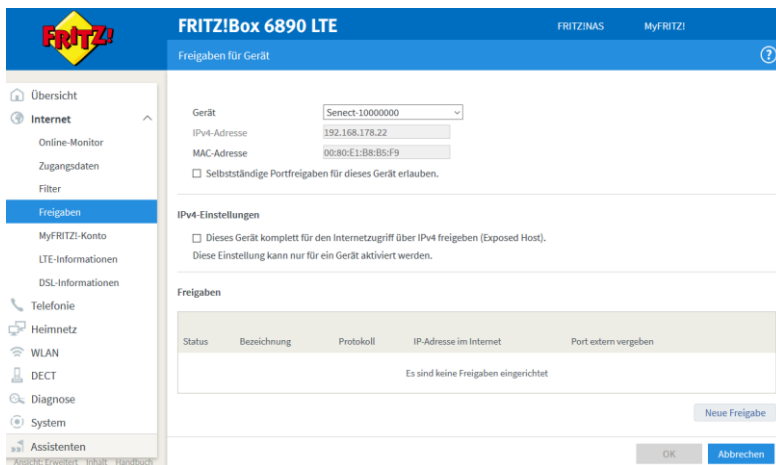 FRITZ!
FRITZ!Box 6890 LTE
FRITZ!NAS
MyFRITZ!
Freigaben für Gerät
?
Übersicht
Internet
Online-Monitor
Zugangsdaten
Filter
Freigaben
MyFRITZ!-Konto
LTE-Informationen
DSL-Informationen
Telefonie
Heimnetz
WLAN
DECT
Diagnose
System
Assistenten
Ansicht: Erweitert Inhalt Handbuch
Gerät Senect-10000000
IPv4-Adresse 192.168.178.22
MAC-Adresse 00:80:E1:B8:B5:F9
Selbstständige Portfreigaben für dieses Gerät erlauben.
IPv4-Einstellungen
Dieses Gerät komplett für den Internetzugriff über IPv4 freigeben (Exposed Host).
Diese Einstellung kann nur für ein Gerät aktiviert werden.
Freigaben
Status Bezeichnung Protokoll IP-Adresse im Internet Port extern vergeben
Es sind keine Freigaben eingerichtet
Neue Freigabe
OK Abbrechen